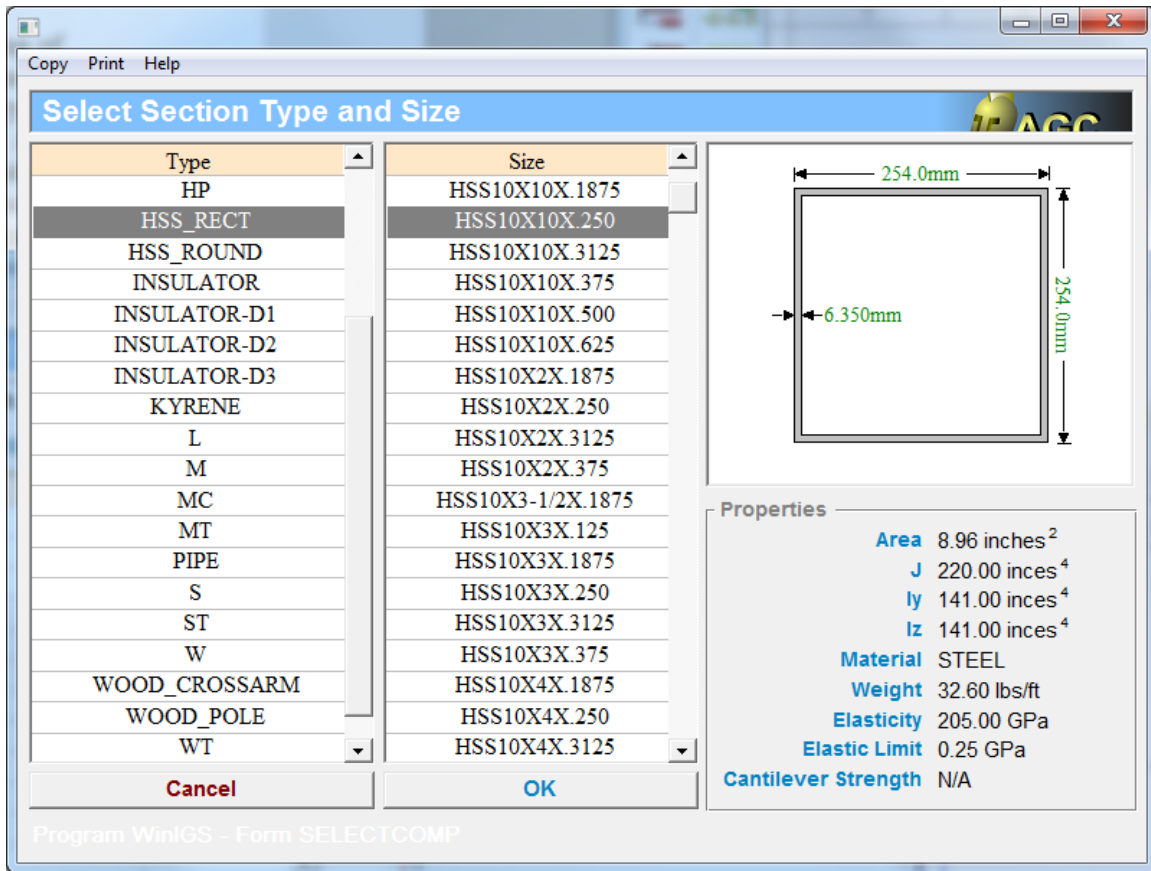 Copy Print Help
Select Section Type and Size
AGC
Type
HP
HSS_RECT
HSS_ROUND
INSULATOR
INSULATOR-D1
INSULATOR-D2
INSULATOR-D3
KYRENE
L
M
MC
MT
PIPE
S
ST
W
WOOD_CROSSARM
WOOD_POLE
WT
Size
HSS10X10X.1875
HSS10X10X.250
HSS10X10X.3125
HSS10X10X.375
HSS10X10X.500
HSS10X10X.625
HSS10X2X.1875
HSS10X2X.250
HSS10X2X.3125
HSS10X2X.375
HSS10X3-1/2X.1875
HSS10X3X.125
HSS10X3X.1875
HSS10X3X.250
HSS10X3X.3125
HSS10X3X.375
HSS10X4X.1875
HSS10X4X.250
HSS10X4X.3125
254.0mm
254.0mm
6.350mm
Properties
Area 8.96 inches²
J 220.00 inces⁴
Iy 141.00 inces⁴
Iz 141.00 inces⁴
Material STEEL
Weight 32.60 lbs/ft
Elasticity 205.00 GPa
Elastic Limit 0.25 GPa
Cantilever Strength N/A
Cancel
OK
Program WinIGS - Form SELECTCOMP